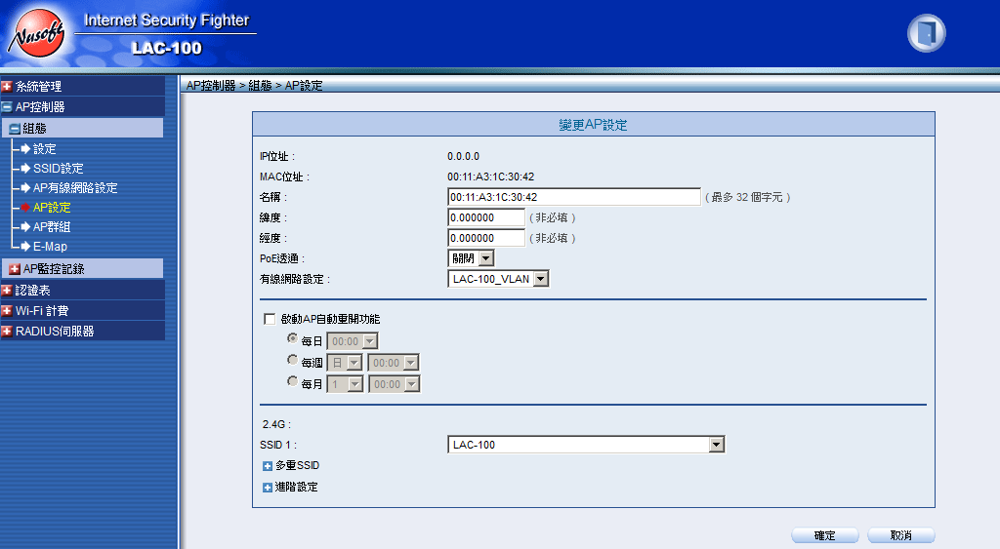 Nusoft
Internet Security Fighter
LAC-100
系統管理
AP控制器
組態
設定
SSID設定
AP有線網路設定
AP設定
AP群組
E-Map
AP監控記錄
認證表
Wi-Fi 計費
RADIUS伺服器
AP控制器 > 組態 > AP設定
變更AP設定
IP位址 : 0.0.0.0
MAC位址 : 00:11:A3:1C:30:42
名稱 : 00:11:A3:1C:30:42 ( 最多 32 個字元 )
緯度 : 0.000000 ( 非必填 )
經度 : 0.000000 ( 非必填 )
PoE透通 : 關閉
有線網路設定 : LAC-100_VLAN
啟動AP自動重開功能
每日 00:00
每週 日 00:00
每月 1 00:00
2.4G :
SSID 1 : LAC-100
多重SSID
進階設定
確定 取消